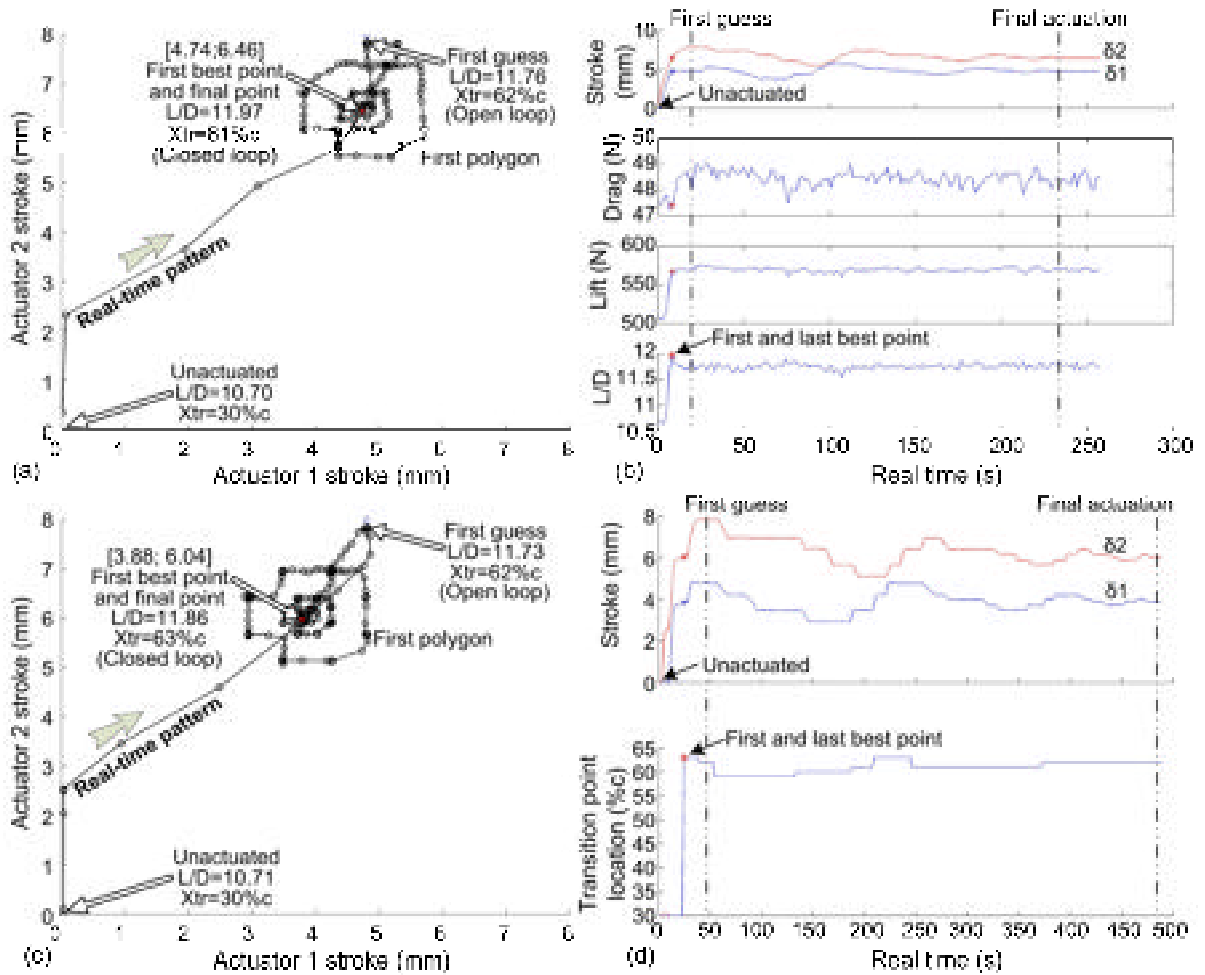 8
7
6
5
4
3
2
1
0
Actuator 2 stroke (mm)
[4.74;6.46]
First best point
and final point
L/D=11.97
Xtr=61%c
(Closed loop)
First guess
L/D=11.76
Xtr=62%c
(Open loop)
First polygon
Real-time pattern
Unactuated
L/D=10.70
Xtr=30%c
0 1 2 3 4 5 6 7 8
(a) Actuator 1 stroke (mm)
First guess
Final actuation
10
5
0
Stroke
(mm)
δ2
δ1
Unactuated
50
49
48
47
Drag (N)
600
550
500
Lift (N)
First and last best point
12
11.5
11
10.5
L/D
0 50 100 150 200 250 300
(b) Real time (s)
8
7
6
5
4
3
2
1
0
Actuator 2 stroke (mm)
[3.88; 6.04]
First best point
and final point
L/D=11.86
Xtr=63%c
(Closed loop)
First guess
L/D=11.73
Xtr=62%c
(Open loop)
First polygon
Real-time pattern
Unactuated
L/D=10.71
Xtr=30%c
0 1 2 3 4 5 6 7 8
(c) Actuator 1 stroke (mm)
First guess
Final actuation
8
6
4
2
0
Stroke (mm)
δ2
δ1
Unactuated
First and last best point
65
60
55
50
45
40
35
30
Transition point
location (%c)
0 50 100 150 200 250 300 350 400 450 500
(d) Real time (s)